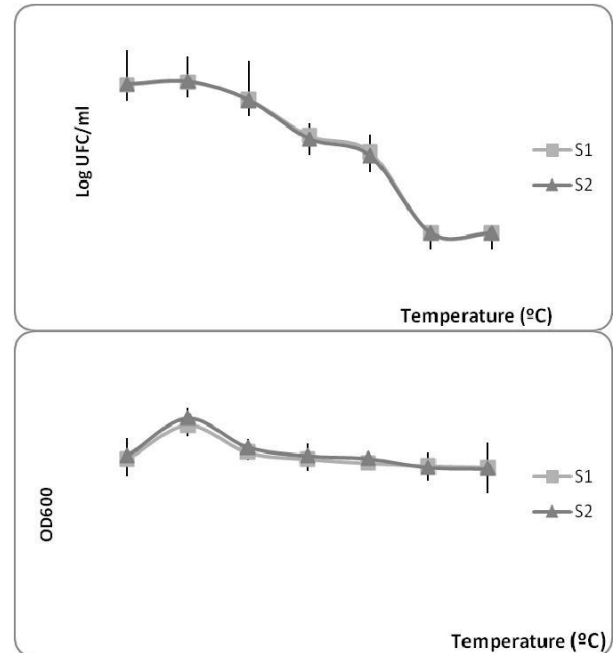 Log UFC/ml
S1
S2
Temperature (ºC)
OD600
S1
S2
Temperature (ºC)